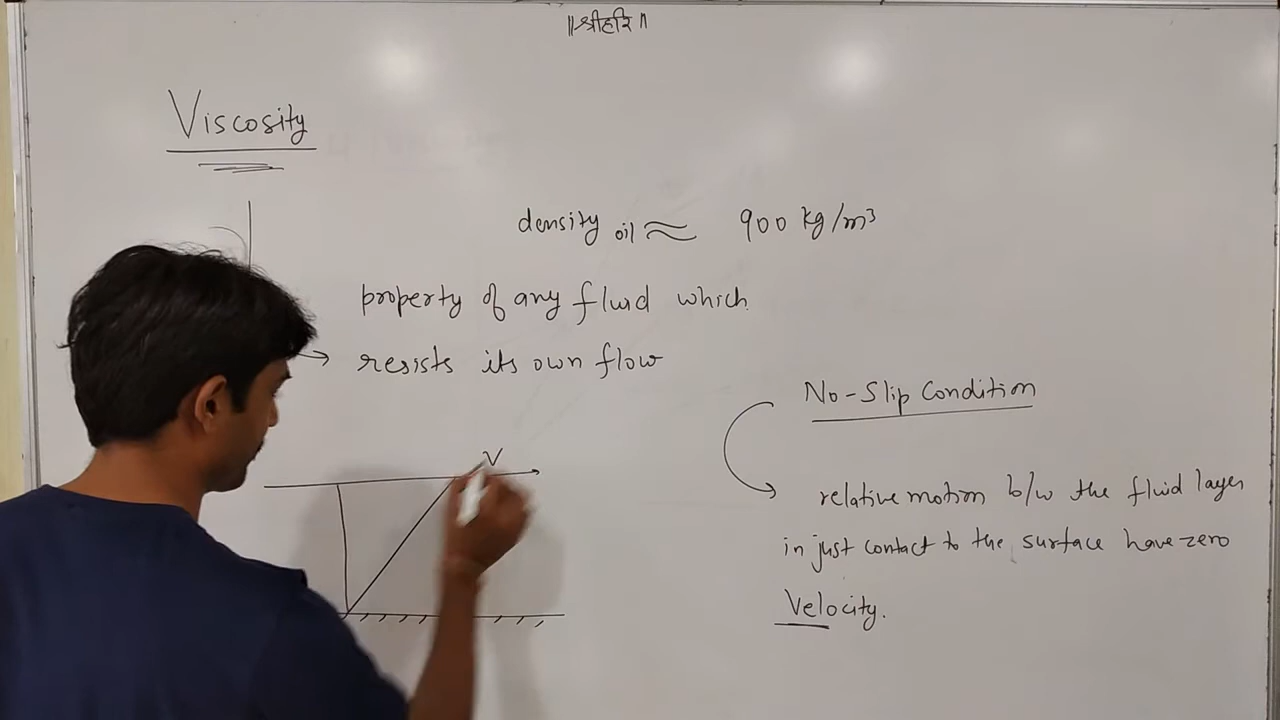 ॥श्रीहरि॥
Viscosity
density oil ≈ 900 kg/m³
property of any fluid which
resists its own flow
No-Slip Condition
relative motion b/w the fluid layer
in just contact to the surface have zero
Velocity.
V